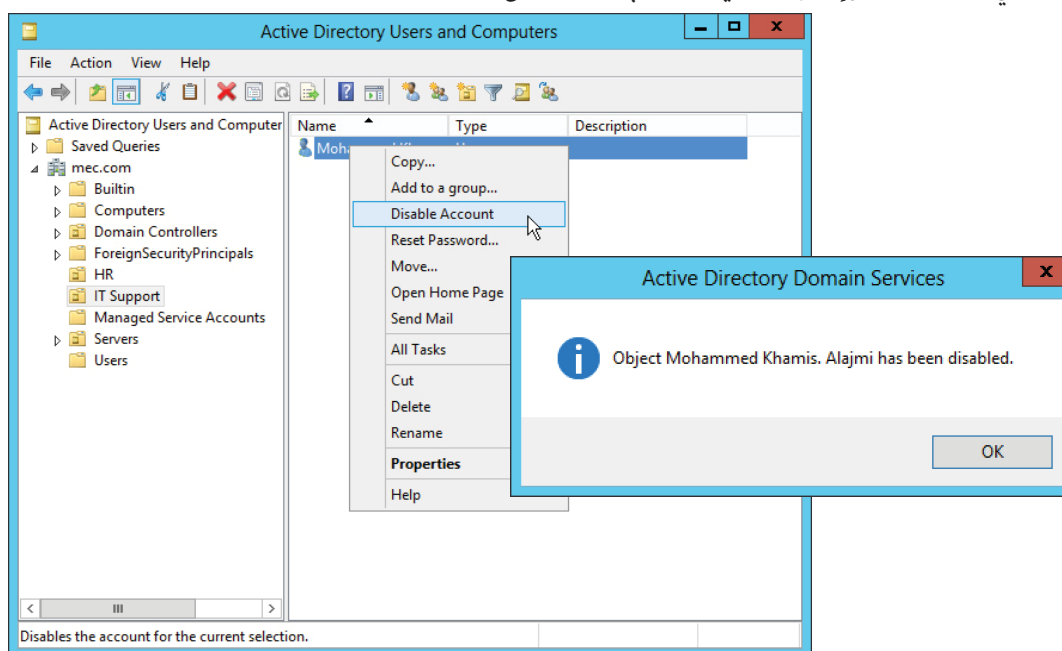 Active Directory Users and Computers
File Action View Help
Active Directory Users and Computer
Saved Queries
mec.com
Builtin
Computers
Domain Controllers
ForeignSecurityPrincipals
HR
IT Support
Managed Service Accounts
Servers
Users
Name Type Description
Copy...
Add to a group...
Disable Account
Reset Password...
Move...
Open Home Page
Send Mail
All Tasks
Cut
Delete
Rename
Properties
Help
Active Directory Domain Services
Object Mohammed Khamis. Alajmi has been disabled.
OK
Disables the account for the current selection.